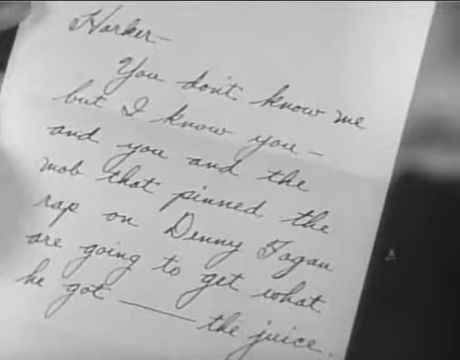 Harker—
You don't know me
but I know you—
and you and the
mob that pinned the
rap on Denny Fagan
are going to get what
he got —— the juice.